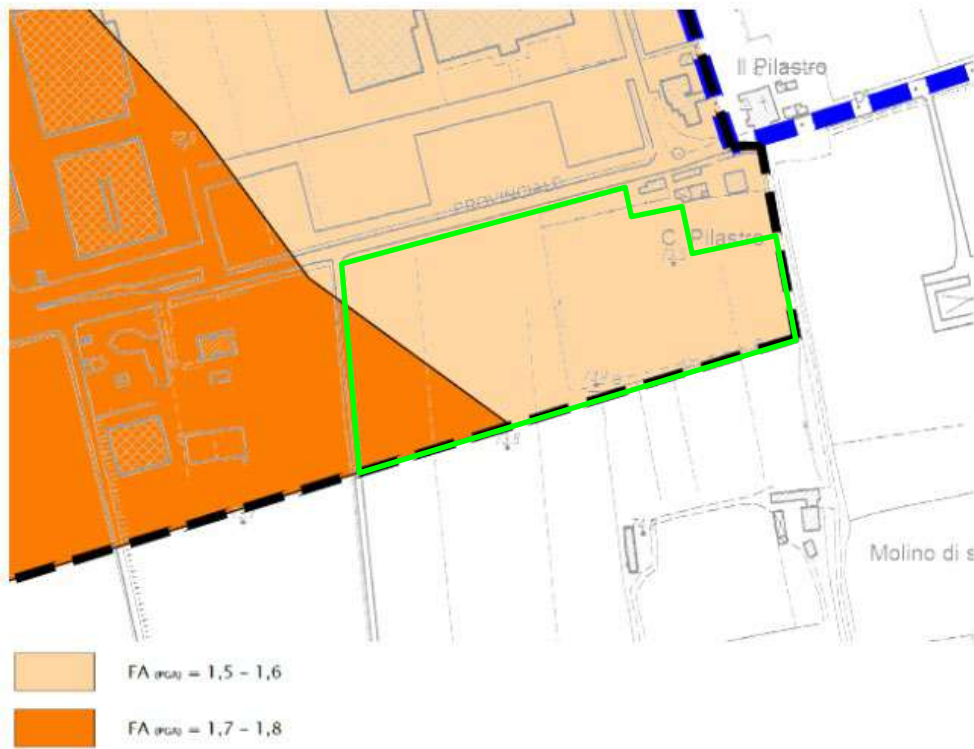 Il Pilastro
PROVINCIALE
C. Pilastro
Molino di s
FA (PGA) = 1,5 – 1,6
FA (PGA) = 1,7 – 1,8